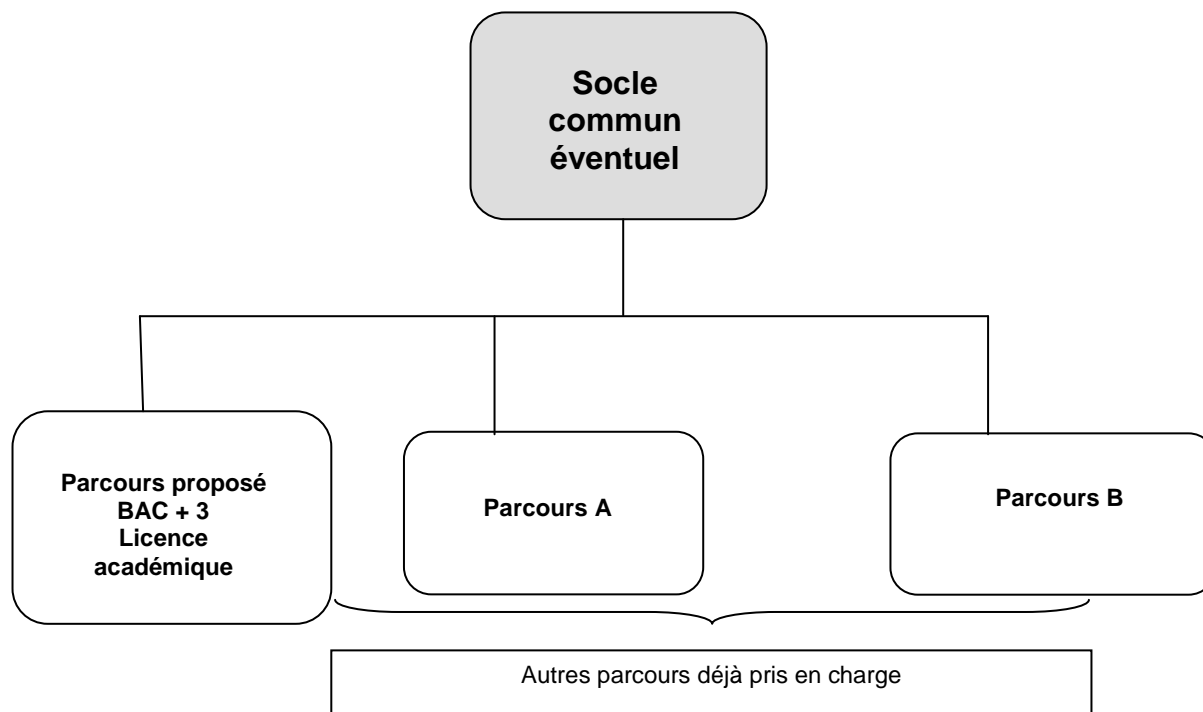 Socle
commun
éventuel
Parcours proposé
BAC + 3
Licence
académique
Parcours A
Parcours B
Autres parcours déjà pris en charge